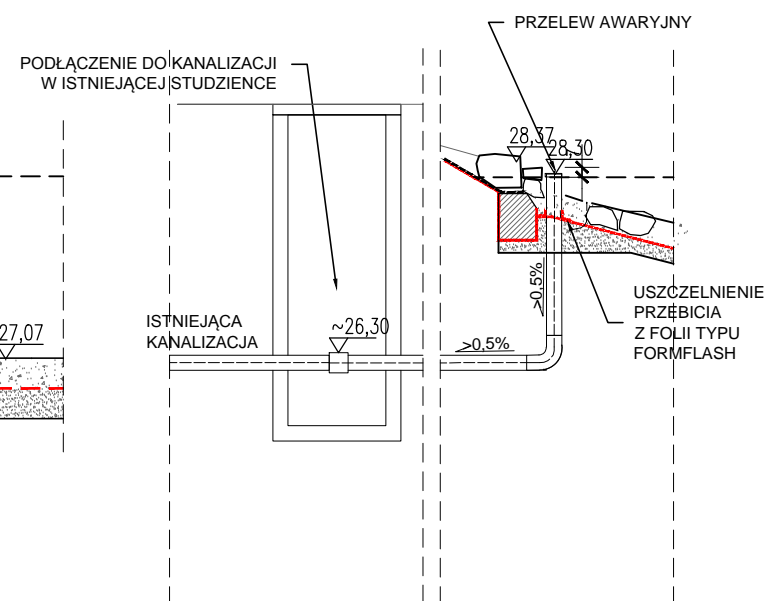 PRZELEW AWARYJNY
PODŁĄCZENIE DO KANALIZACJI
W ISTNIEJĄCEJ STUDZIENCE
28,37
28,30
>0,5%
USZCZELNIENIE
PRZEBICIA
Z FOLII TYPU
FORMFLASH
ISTNIEJĄCA
KANALIZACJA
~26,30
27,07
>0,5%